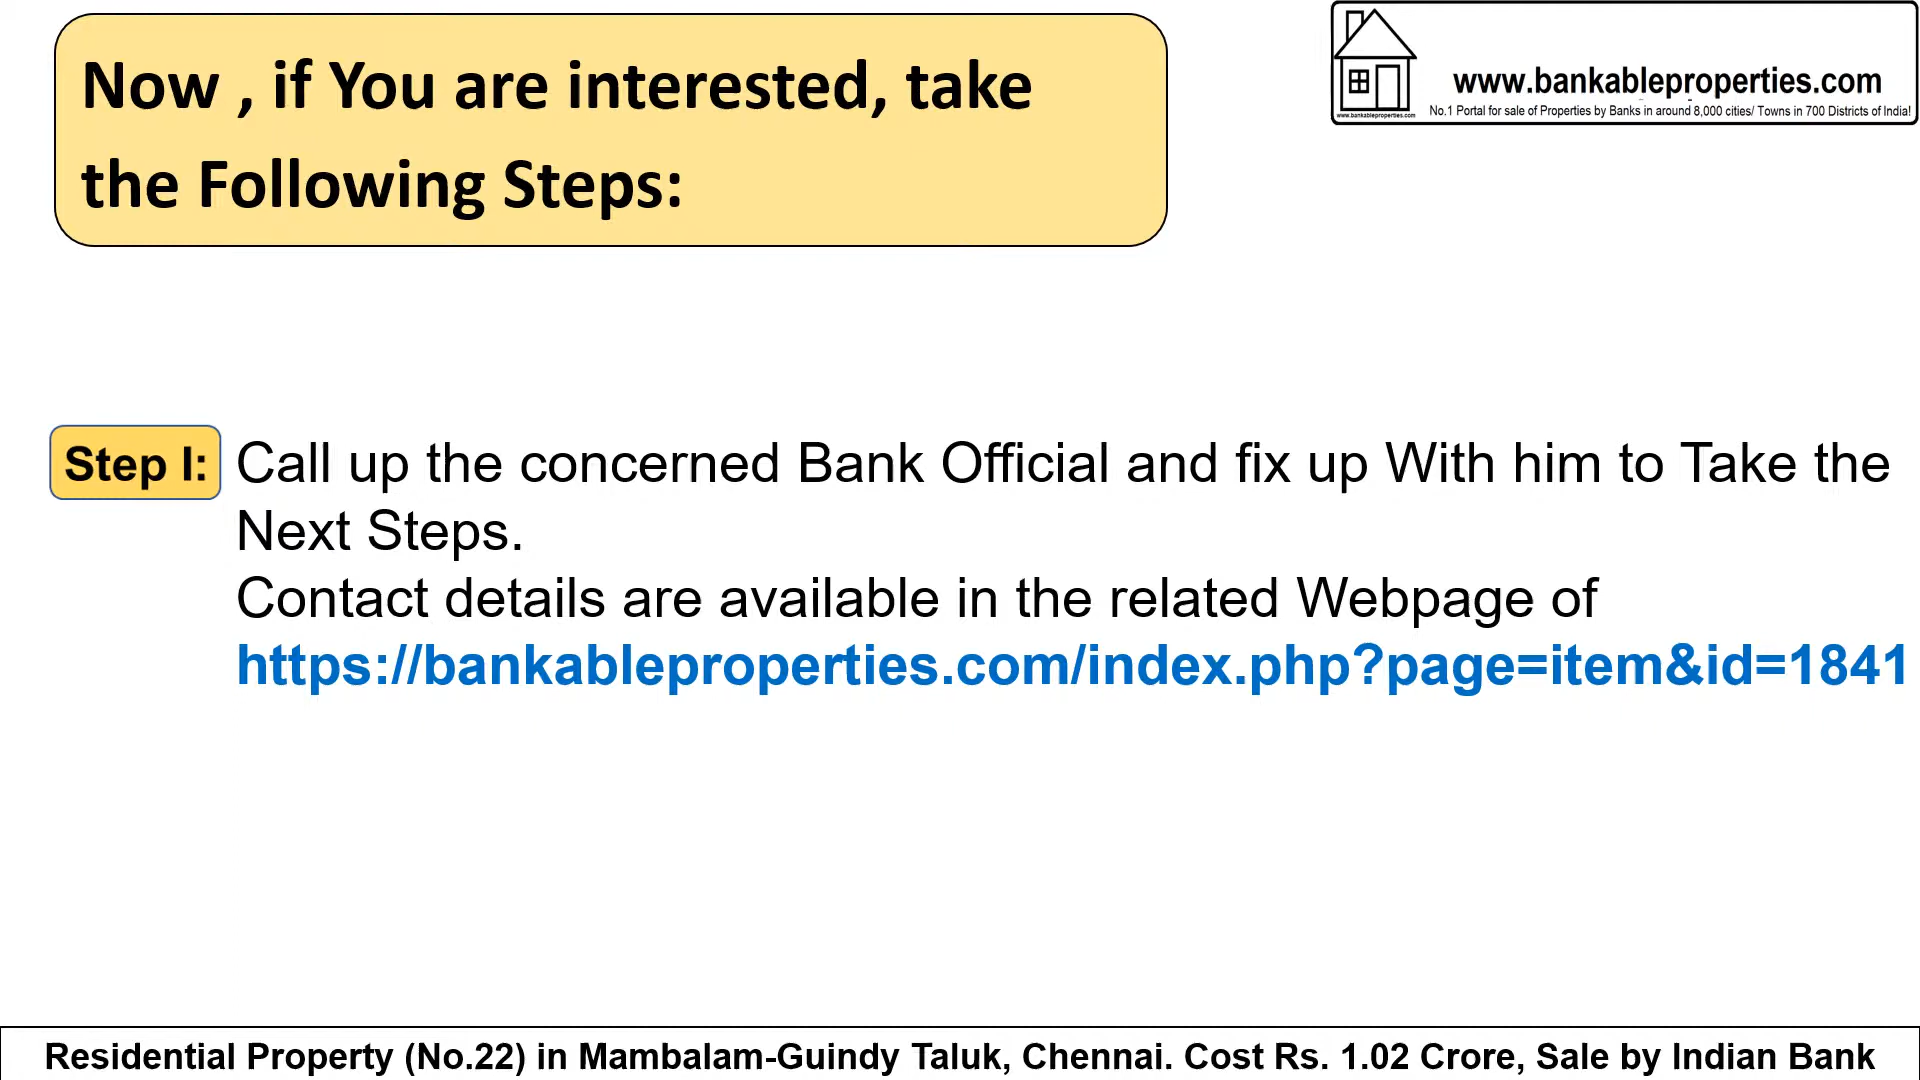 Now , if You are interested, take
the Following Steps:
www.bankableproperties.com
No.1 Portal for sale of Properties by Banks in around 8,000 cities/ Towns in 700 Districts of India!
www.bankableproperties.com
Step I: Call up the concerned Bank Official and fix up With him to Take the
Next Steps.
Contact details are available in the related Webpage of
https://bankableproperties.com/index.php?page=item&id=1841
Residential Property (No.22) in Mambalam-Guindy Taluk, Chennai. Cost Rs. 1.02 Crore, Sale by Indian Bank